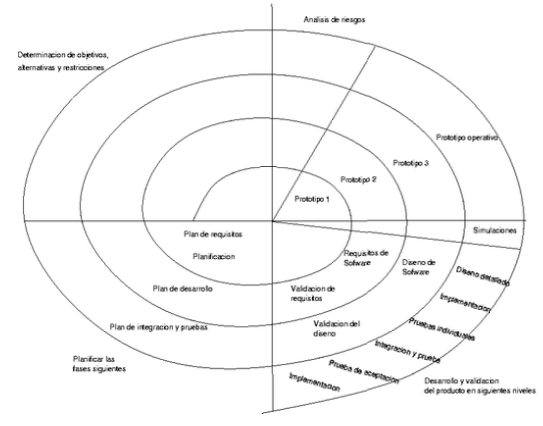 Analisis de riesgos
Determinacion de objetivos,
alternativas y restricciones
Prototipo operativo
Prototipo 3
Prototipo 2
Prototipo 1
Simulaciones
Plan de requisitos
Planificacion
Requisitos de
Sofware
Diseno de
Sofware
Diseno detallado
Plan de desarrollo
Validacion de
requisitos
Implementacion
Plan de integracion y pruebas
Validacion del
diseno
Pruebas individuales
Integracion y prueba
Planificar las
fases siguientes
Prueba de aceptacion
Implementacion
Desarrollo y validacion
del producto en siguientes niveles